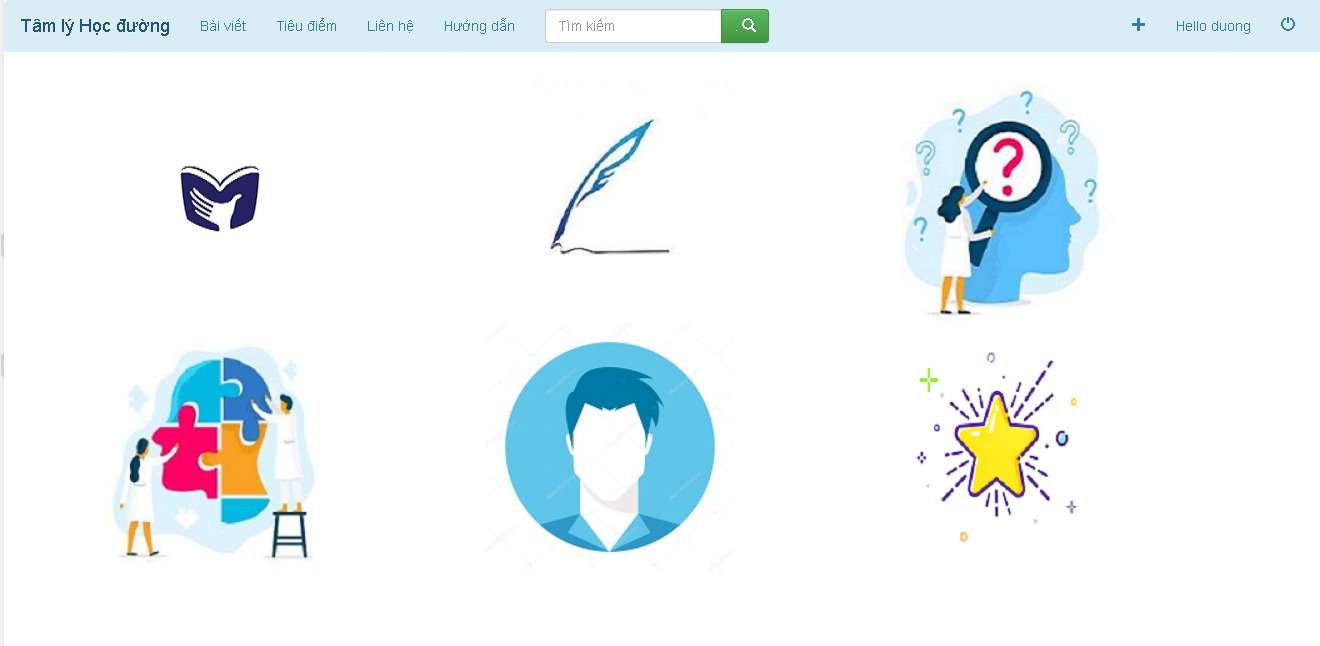 Tâm lý Học đường Bài viết Tiêu điểm Liên hệ Hướng dẫn Tìm kiếm Hello duong
? ? ? ? ? ? ?